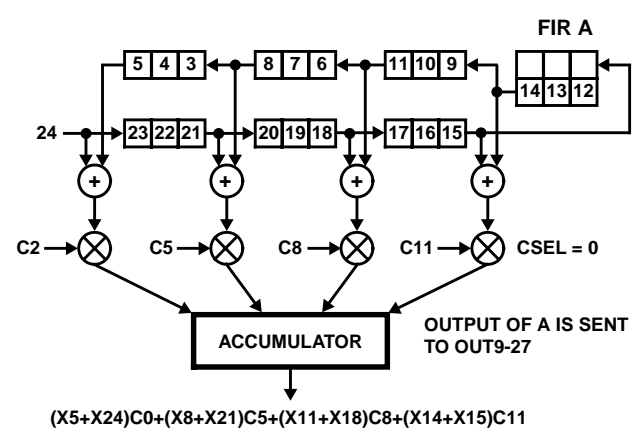 FIR A
5 4 3 8 7 6 11 10 9
14 13 12
24 23 22 21 20 19 18 17 16 15
+ + + +
C2 C5 C8 C11 CSEL = 0
ACCUMULATOR
OUTPUT OF A IS SENT
TO OUT9-27
(X5+X24)C0+(X8+X21)C5+(X11+X18)C8+(X14+X15)C11